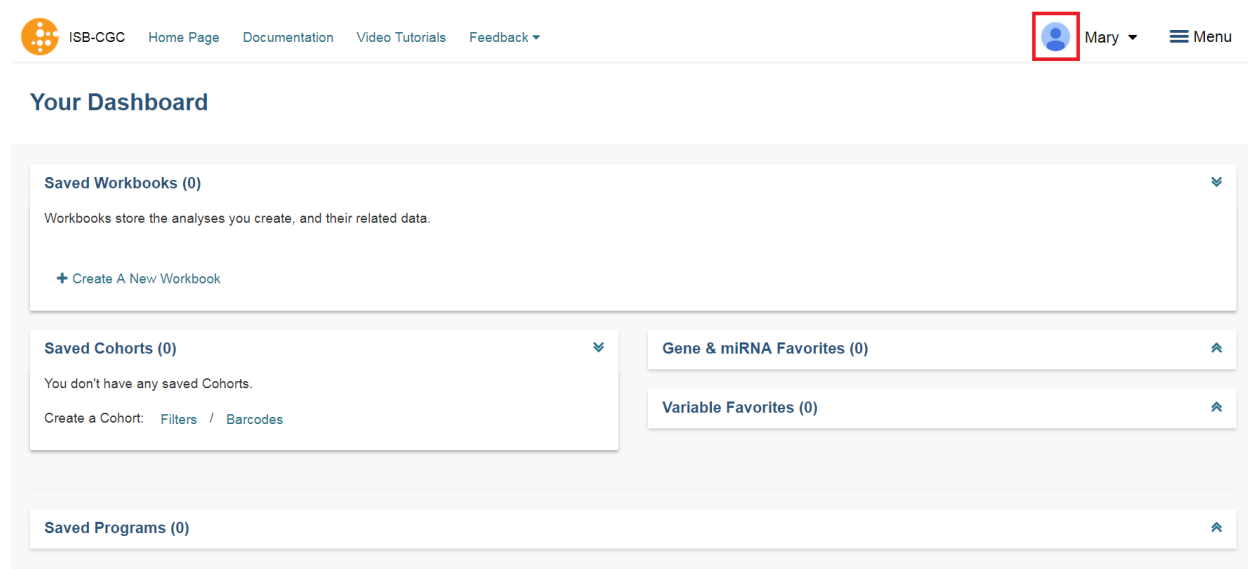 ISB-CGC Home Page Documentation Video Tutorials Feedback Mary Menu
Your Dashboard
Saved Workbooks (0)
Workbooks store the analyses you create, and their related data.
+ Create A New Workbook
Saved Cohorts (0)
You don't have any saved Cohorts.
Create a Cohort: Filters / Barcodes
Gene & miRNA Favorites (0)
Variable Favorites (0)
Saved Programs (0)